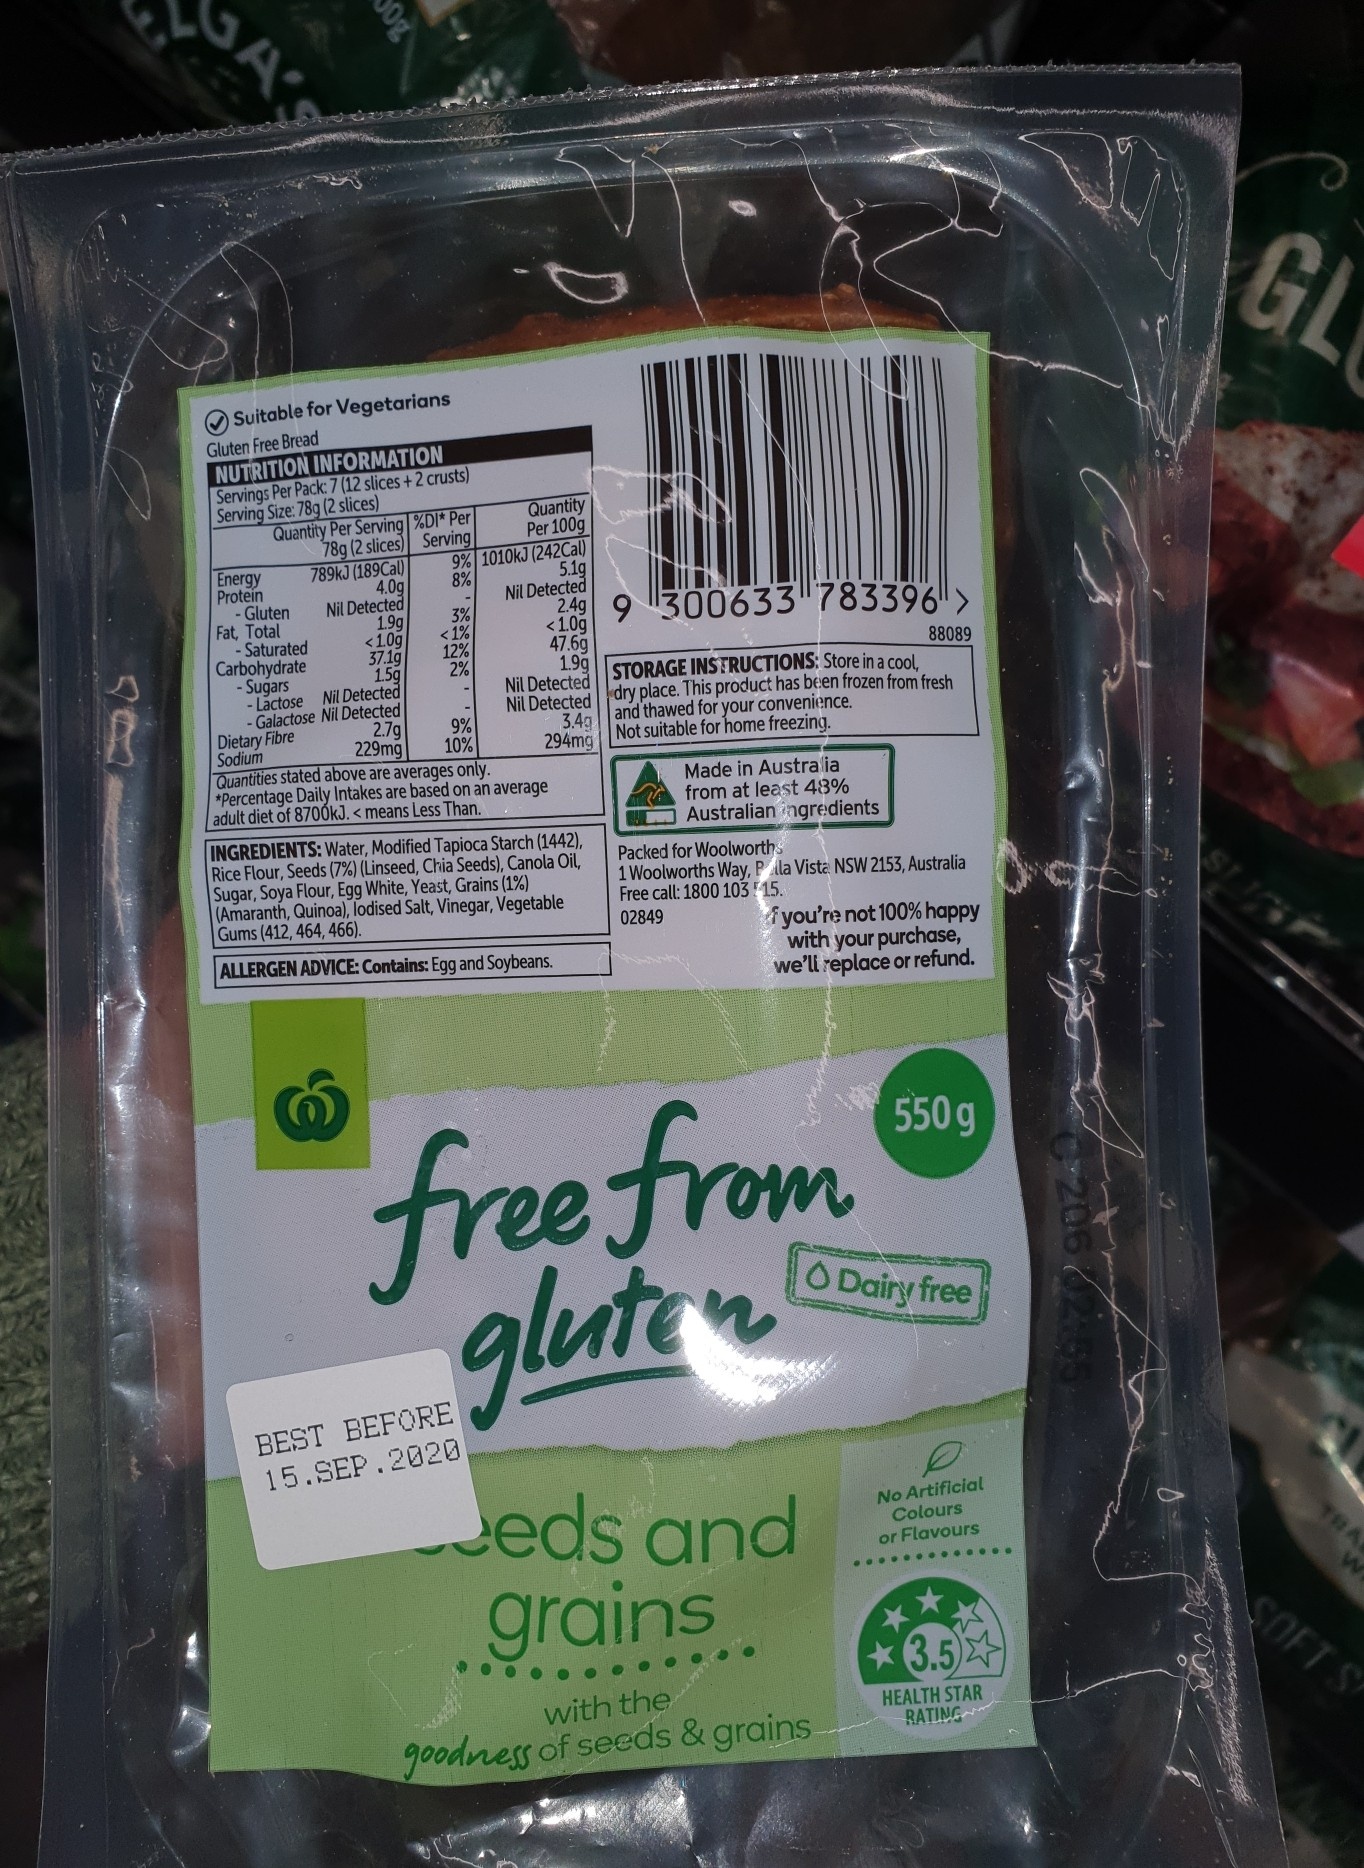 ELGA'S
00g
GLU
Suitable for Vegetarians
Gluten Free Bread
NUTRITION INFORMATION
Servings Per Pack: 7 (12 slices + 2 crusts)
Serving Size: 78g (2 slices)
Quantity Per Serving 78g (2 slices) %DI* Per Serving Quantity Per 100g
Energy 789kJ (189Cal) 9% 1010kJ (242Cal)
Protein 4.0g 8% 5.1g
- Gluten Nil Detected - Nil Detected
Fat, Total 1.9g 3% 2.4g
- Saturated <1.0g <1% <1.0g
Carbohydrate 37.1g 12% 47.6g
- Sugars 1.5g 2% 1.9g
- Lactose Nil Detected - Nil Detected
- Galactose Nil Detected - Nil Detected
Dietary Fibre 2.7g 9% 3.4g
Sodium 229mg 10% 294mg
Quantities stated above are averages only.
*Percentage Daily Intakes are based on an average
adult diet of 8700kJ. < means Less Than.
INGREDIENTS: Water, Modified Tapioca Starch (1442),
Rice Flour, Seeds (7%) (Linseed, Chia Seeds), Canola Oil,
Sugar, Soya Flour, Egg White, Yeast, Grains (1%)
(Amaranth, Quinoa), Iodised Salt, Vinegar, Vegetable
Gums (412, 464, 466).
ALLERGEN ADVICE: Contains: Egg and Soybeans.
9 300633 783396 >
88089
STORAGE INSTRUCTIONS: Store in a cool,
dry place. This product has been frozen from fresh
and thawed for your convenience.
Not suitable for home freezing.
Made in Australia
from at least 48%
Australian ingredients
Packed for Woolworths
1 Woolworths Way, Bella Vista NSW 2153, Australia
Free call: 1800 103 515.
02849
If you're not 100% happy
with your purchase,
we'll replace or refund.
550g
free from
gluten
Dairy free
BEST BEFORE
15.SEP.2020
seeds and
grains
with the
goodness of seeds & grains
No Artificial
Colours
or Flavours
3.5
HEALTH STAR
RATING
SOFT S